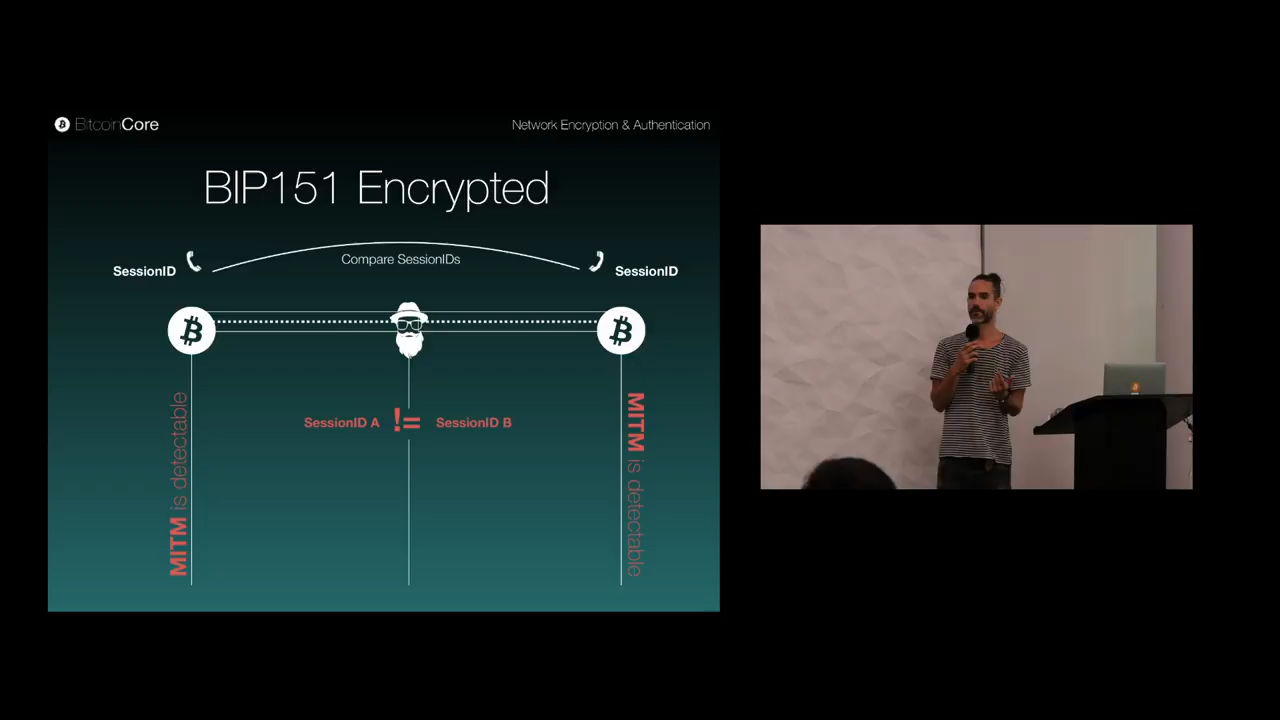 BitcoinCore
Network Encryption & Authentication
BIP151 Encrypted
Compare SessionIDs
SessionID
SessionID
SessionID A != SessionID B
MITM is detectable
MITM is detectable